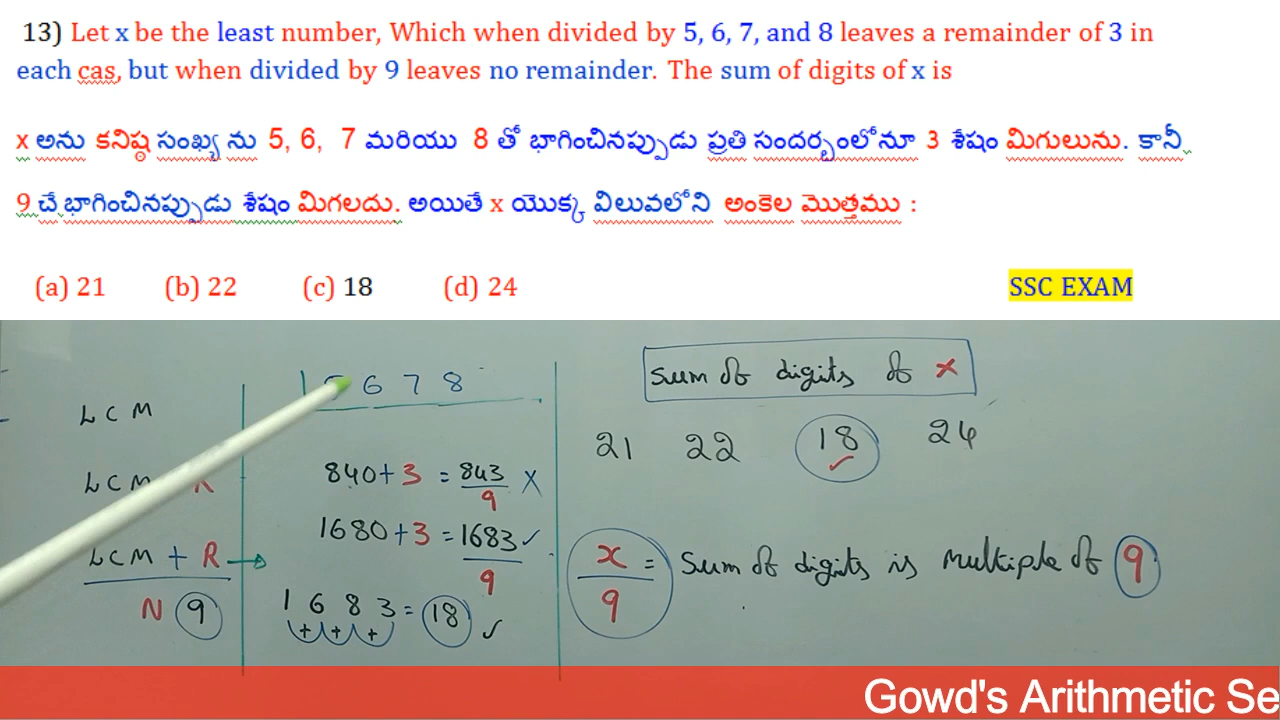 13) Let x be the least number, Which when divided by 5, 6, 7, and 8 leaves a remainder of 3 in
each cas, but when divided by 9 leaves no remainder. The sum of digits of x is
x అను కనిష్ఠ సంఖ్య ను 5, 6, 7 మరియు 8 తో భాగించినప్పుడు ప్రతి సందర్భంలోనూ 3 శేషం మిగులును. కానీ
9 చే భాగించినప్పుడు శేషం మిగలదు. అయితే x యొక్క విలువలోని అంకెల మొత్తము :
(a) 21 (b) 22 (c) 18 (d) 24 SSC EXAM
LCM
LCM R
LCM + R
N 9
6 7 8
840+3 = 843/9 X
1680+3 = 1683/9 ✓
1 6 8 3 = 18 ✓
+ + +
Sum of digits of x
21 22 18 24
✓
x/9 = Sum of digits is multiple of 9
Gowd's Arithmetic Se